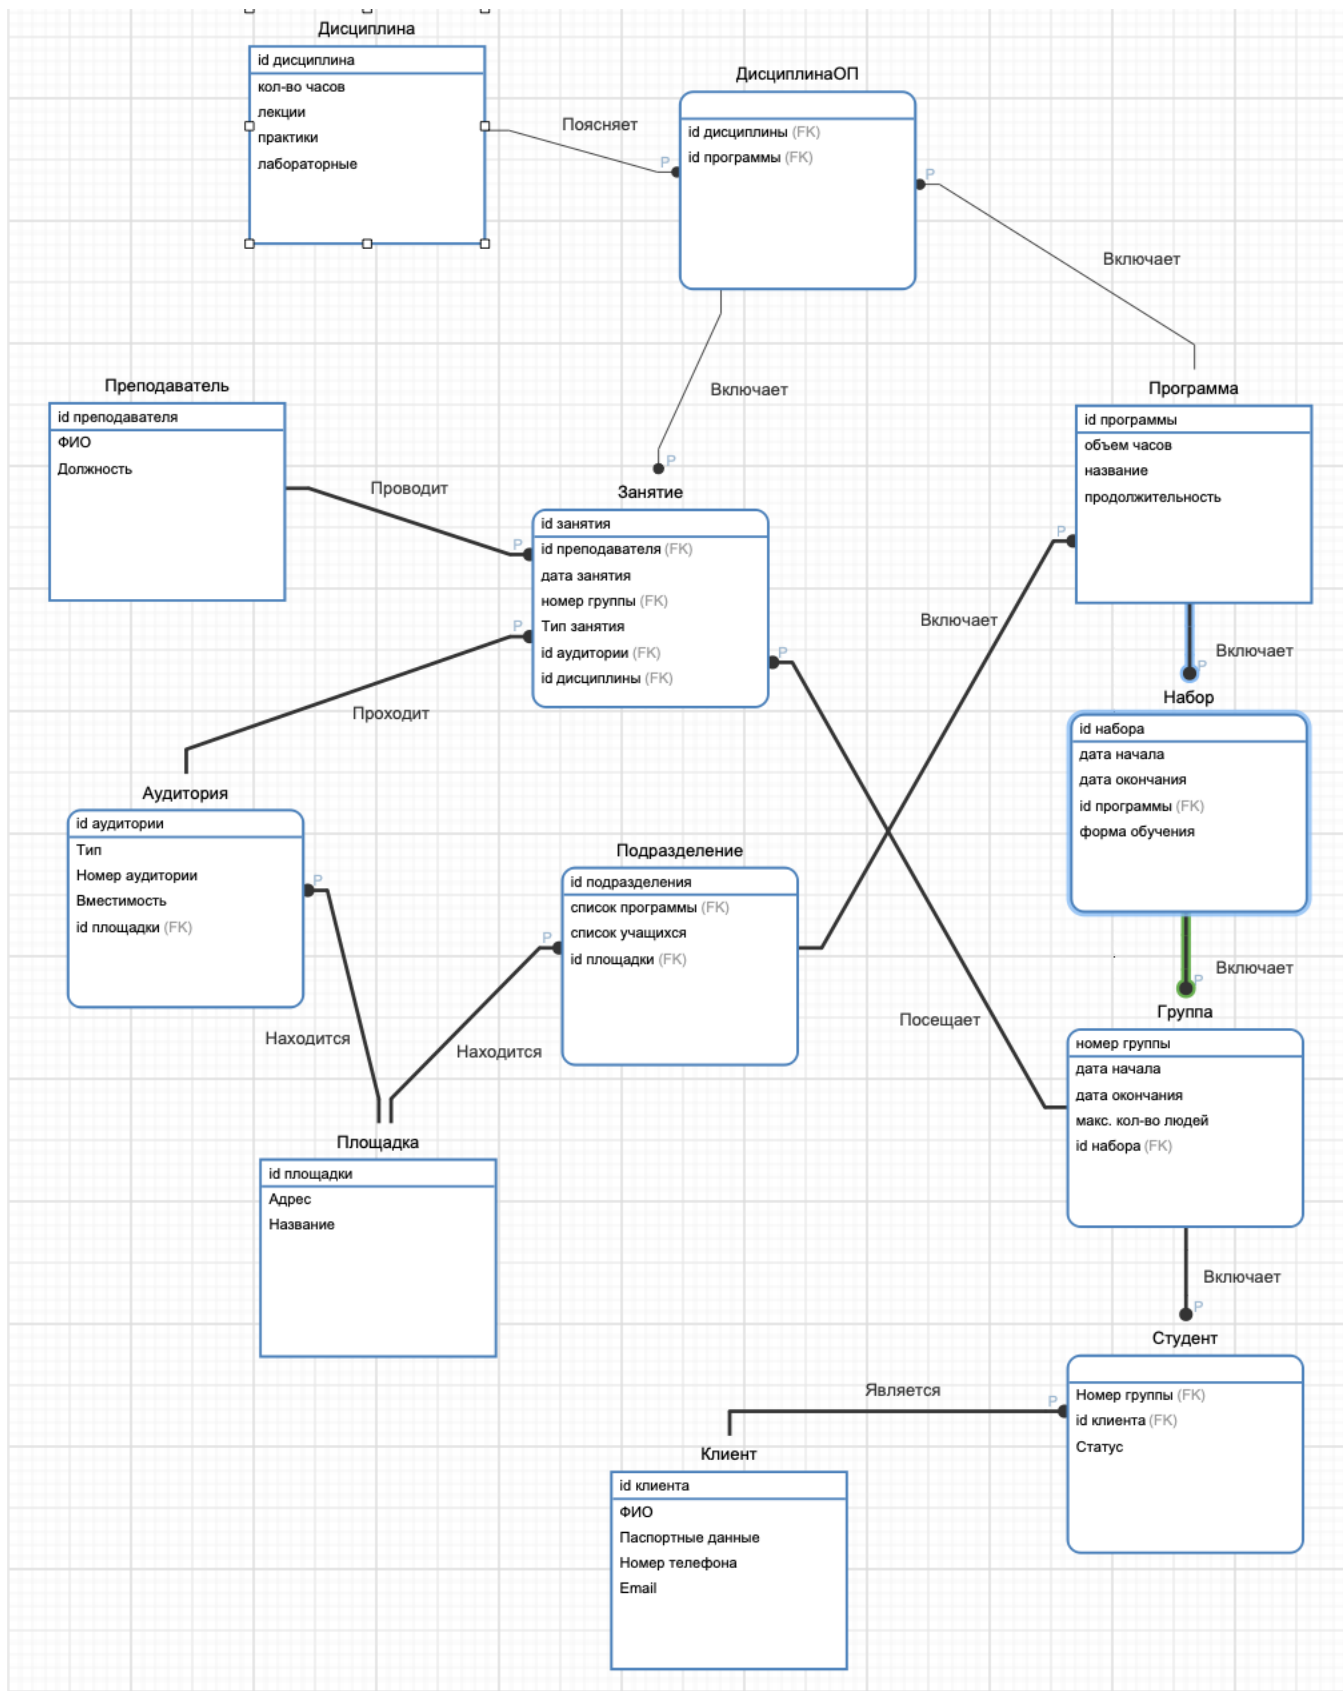 Дисциплина
id дисциплина
кол-во часов
лекции
практики
лабораторные
Поясняет
P
ДисциплинаОП
id дисциплины (FK)
id программы (FK)
P
Включает
Включает
P
Преподаватель
id преподавателя
ФИО
Должность
Проводит
P
Программа
id программы
объем часов
название
продолжительность
P
Включает
Включает
P
Занятие
id занятия
id преподавателя (FK)
дата занятия
номер группы (FK)
Тип занятия
id аудитории (FK)
id дисциплины (FK)
P
P
Проходит
Набор
id набора
дата начала
дата окончания
id программы (FK)
форма обучения
Аудитория
id аудитории
Тип
Номер аудитории
Вместимость
id площадки (FK)
P
Подразделение
id подразделения
список программы (FK)
список учащихся
id площадки (FK)
P
Находится
Находится
Посещает
Включает
P
Группа
номер группы
дата начала
дата окончания
макс. кол-во людей
id набора (FK)
Площадка
id площадки
Адрес
Название
Включает
P
Студент
Номер группы (FK)
id клиента (FK)
Статус
Является
P
Клиент
id клиента
ФИО
Паспортные данные
Номер телефона
Email